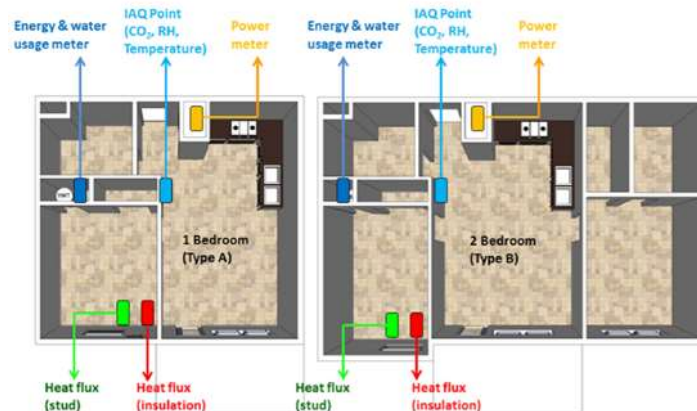 Energy & water
usage meter
IAQ Point
(CO₂, RH,
Temperature)
Power
meter
Energy & water
usage meter
IAQ Point
(CO₂, RH,
Temperature)
Power
meter
1 Bedroom
(Type A)
2 Bedroom
(Type B)
Heat flux
(stud)
Heat flux
(insulation)
Heat flux
(stud)
Heat flux
(insulation)